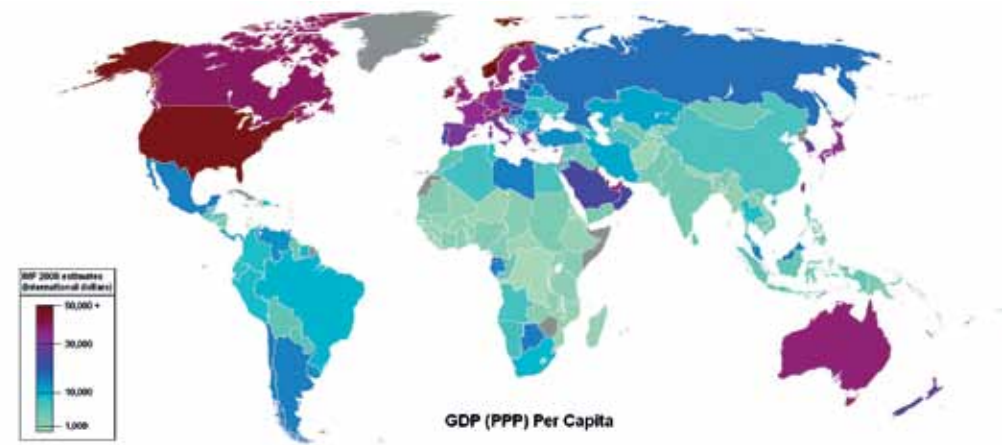 IMF 2008 estimates
(International dollars)
50,000 +
30,000
10,000
1,000
GDP (PPP) Per Capita